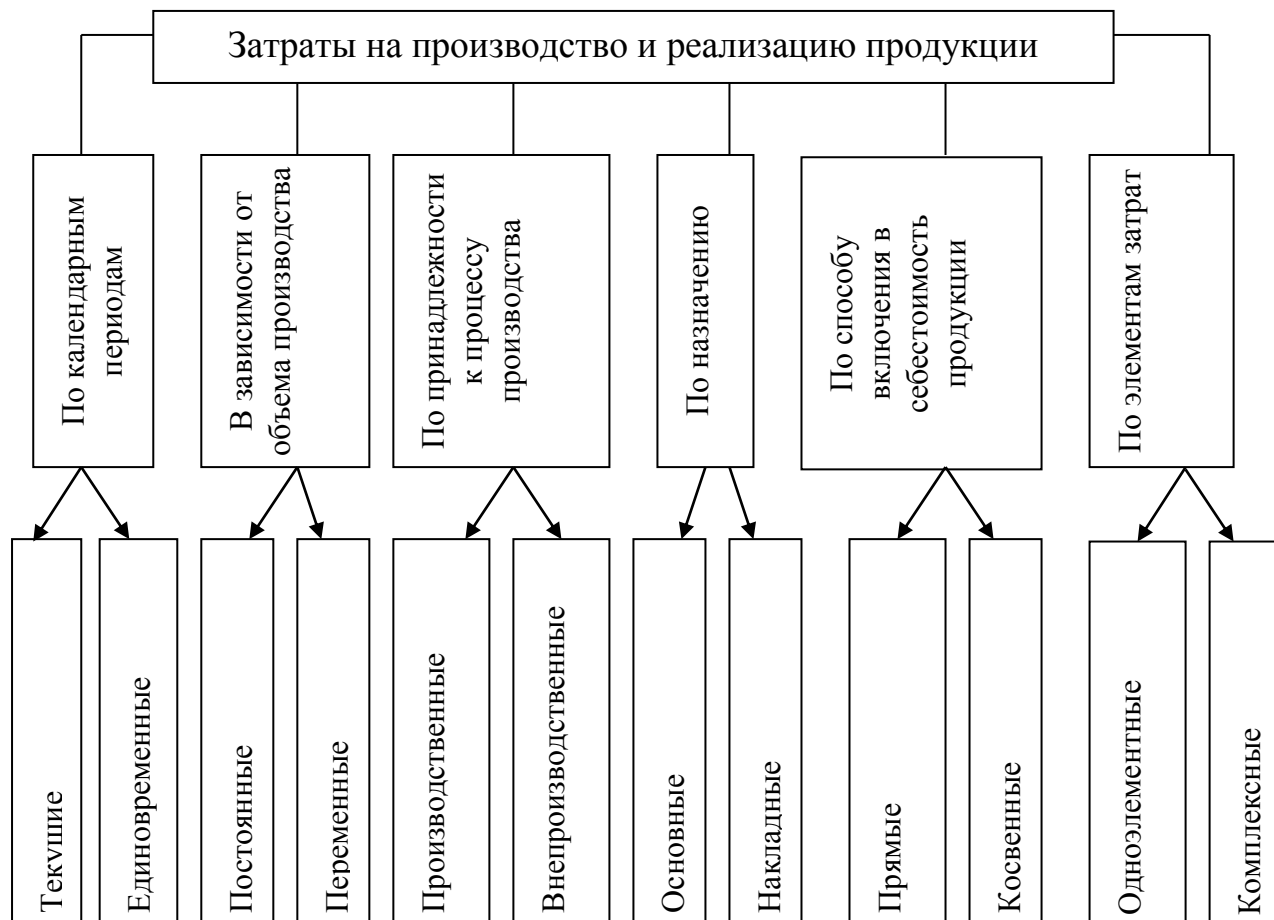 Затраты на производство и реализацию продукции
По календарным
периодам
В зависимости от
объема производства
По принадлежности
к процессу
производства
По назначению
По способу
включения в
себестоимость
продукции
По элементам затрат
Текущие
Единовременные
Постоянные
Переменные
Производственные
Внепроизводственные
Основные
Накладные
Прямые
Косвенные
Одноэлементные
Комплексные